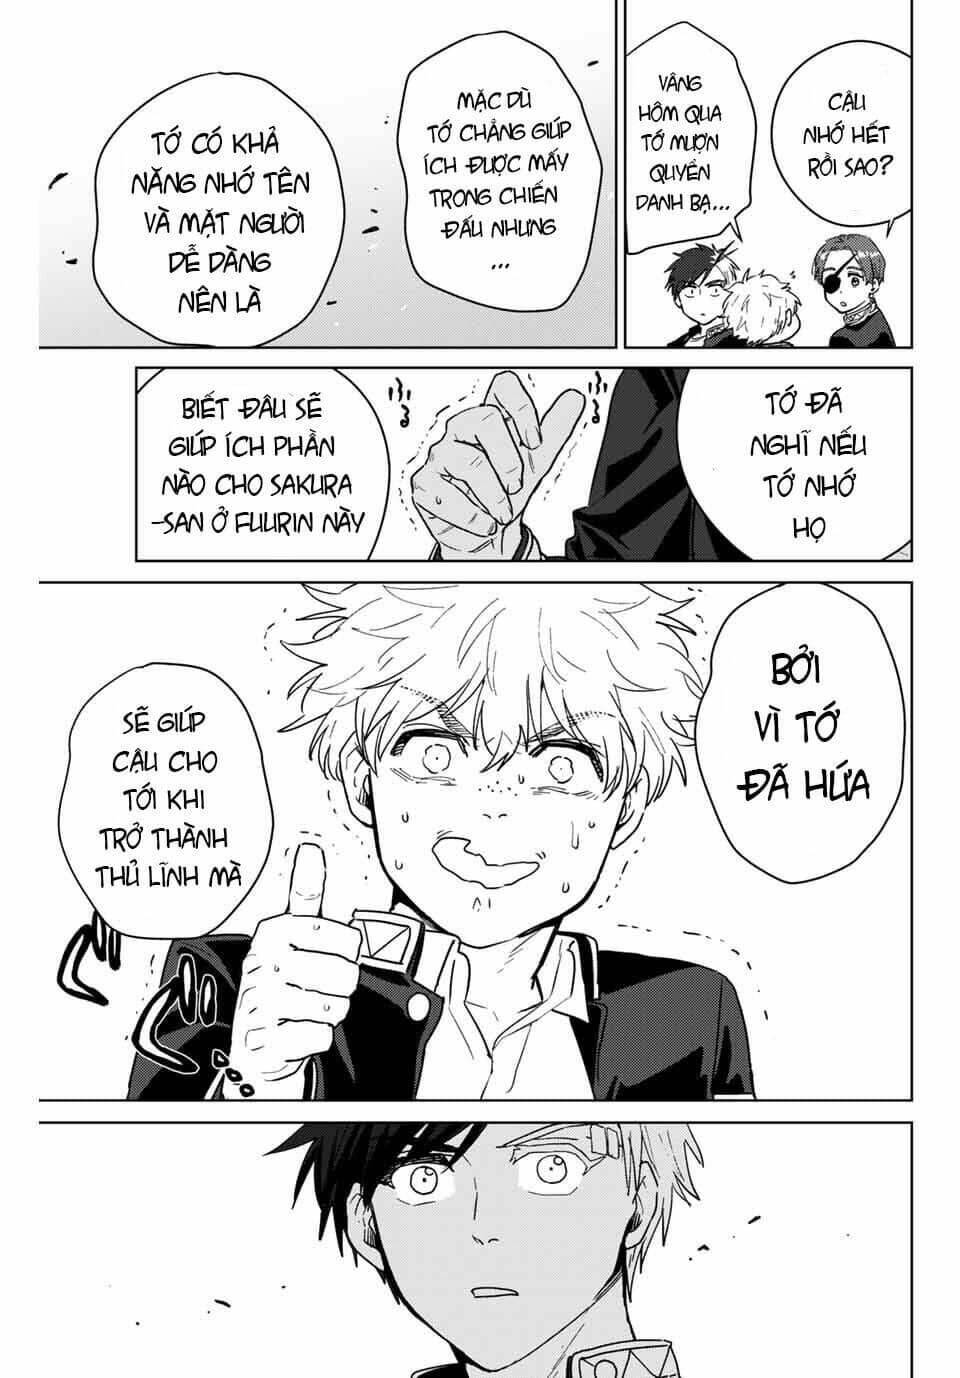 CẬU
NHỚ HẾT
RỒI SAO?
VÂNG
HÔM QUA
TỚ MƯỢN
QUYỂN
DANH BẠ...
MẶC DÙ
TỚ CHẲNG GIÚP
ÍCH ĐƯỢC MẤY
TRONG CHIẾN
ĐẤU NHƯNG
...
TỚ CÓ KHẢ
NĂNG NHỚ TÊN
VÀ MẶT NGƯỜI
DỄ DÀNG
NÊN LÀ
TỚ ĐÃ
NGHĨ NẾU
TỚ NHỚ
HỌ
BIẾT ĐÂU SẼ
GIÚP ÍCH PHẦN
NÀO CHO SAKURA
-SAN Ở FUURIN NÀY
BỞI
VÌ TỚ
ĐÃ HỨA
SẼ GIÚP
CẬU CHO
TỚI KHI
TRỞ THÀNH
THỦ LĨNH MÀ